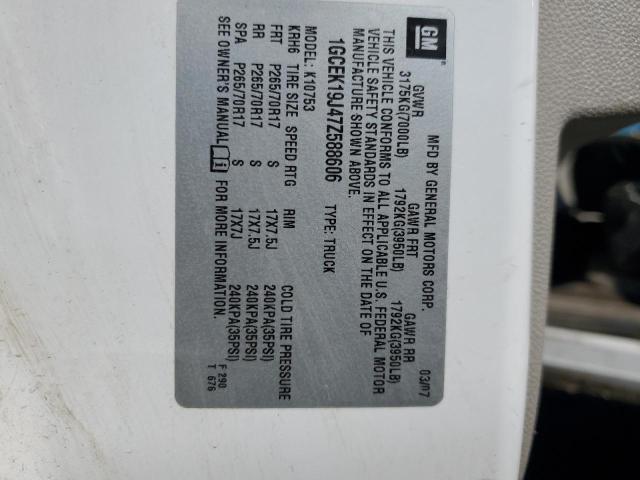 GM
MFD BY GENERAL MOTORS CORP. 03/07
GVWR GAWR FRT GAWR RR
3175KG(7000LB) 1792KG(3950LB) 1792KG(3950LB)
THIS VEHICLE CONFORMS TO ALL APPLICABLE U.S. FEDERAL MOTOR
VEHICLE SAFETY STANDARDS IN EFFECT ON THE DATE OF
MANUFACTURE SHOWN ABOVE.
1GCEK19J47Z588606 TYPE: TRUCK
MODEL: K10753
KRH6 TIRE SIZE SPEED RTG RIM COLD TIRE PRESSURE
FRT P265/70R17 S 17X7.5J 240KPA(35PSI)
RR P265/70R17 S 17X7.5J 240KPA(35PSI)
SPA P265/70R17 S 17X7J 240KPA(35PSI)
SEE OWNER'S MANUAL FOR MORE INFORMATION.
F 290
T 676